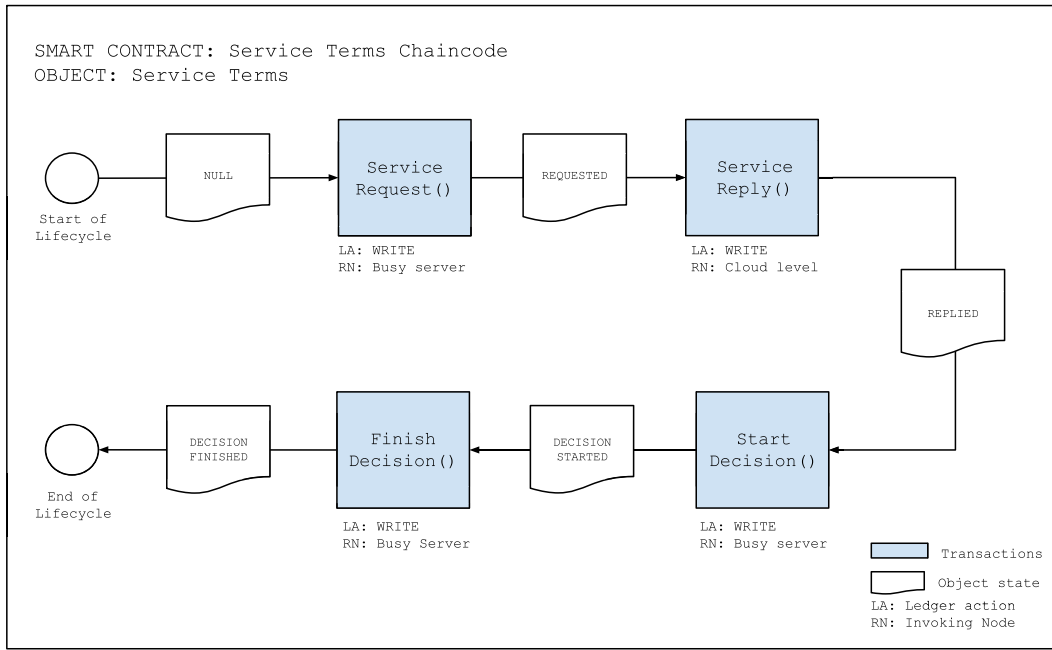 SMART CONTRACT: Service Terms Chaincode
OBJECT: Service Terms
Start of
Lifecycle
NULL
Service
Request()
LA: WRITE
RN: Busy server
REQUESTED
Service
Reply()
LA: WRITE
RN: Cloud level
REPLIED
Start
Decision()
LA: WRITE
RN: Busy server
DECISION
STARTED
Finish
Decision()
LA: WRITE
RN: Busy Server
DECISION
FINISHED
End of
Lifecycle
Transactions
Object state
LA: Ledger action
RN: Invoking Node